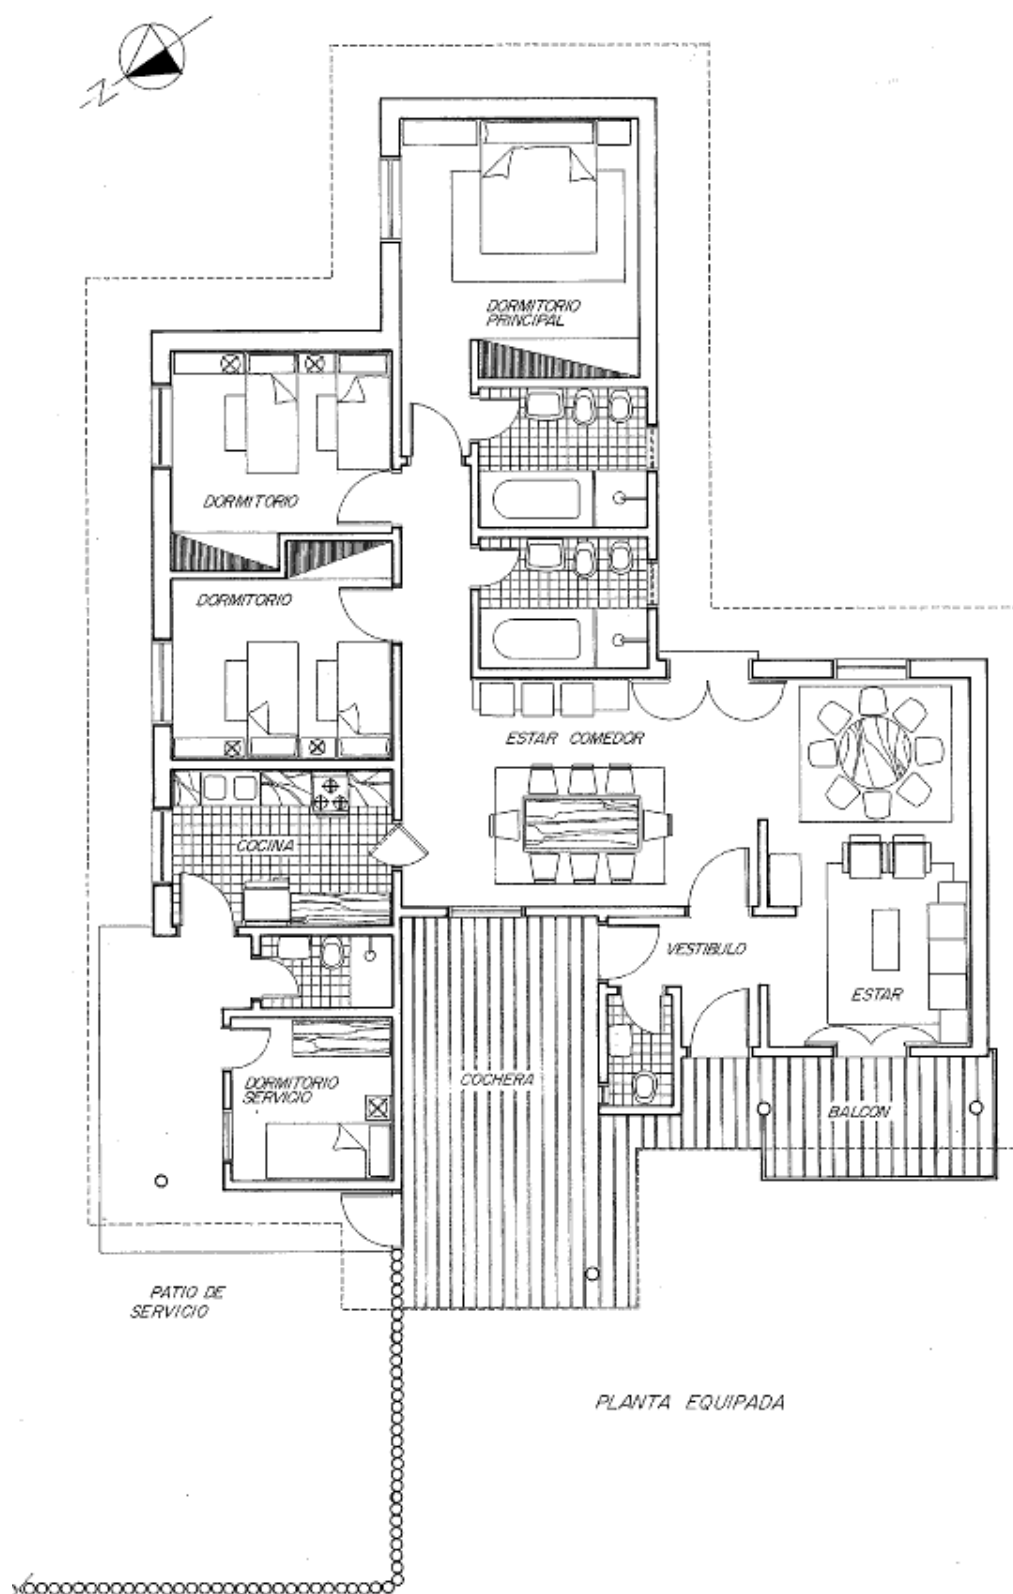 N
DORMITORIO
PRINCIPAL
DORMITORIO
DORMITORIO
ESTAR COMEDOR
COCINA
VESTIBULO
ESTAR
DORMITORIO
SERVICIO
COCHERA
BALCON
PATIO DE
SERVICIO
PLANTA EQUIPADA